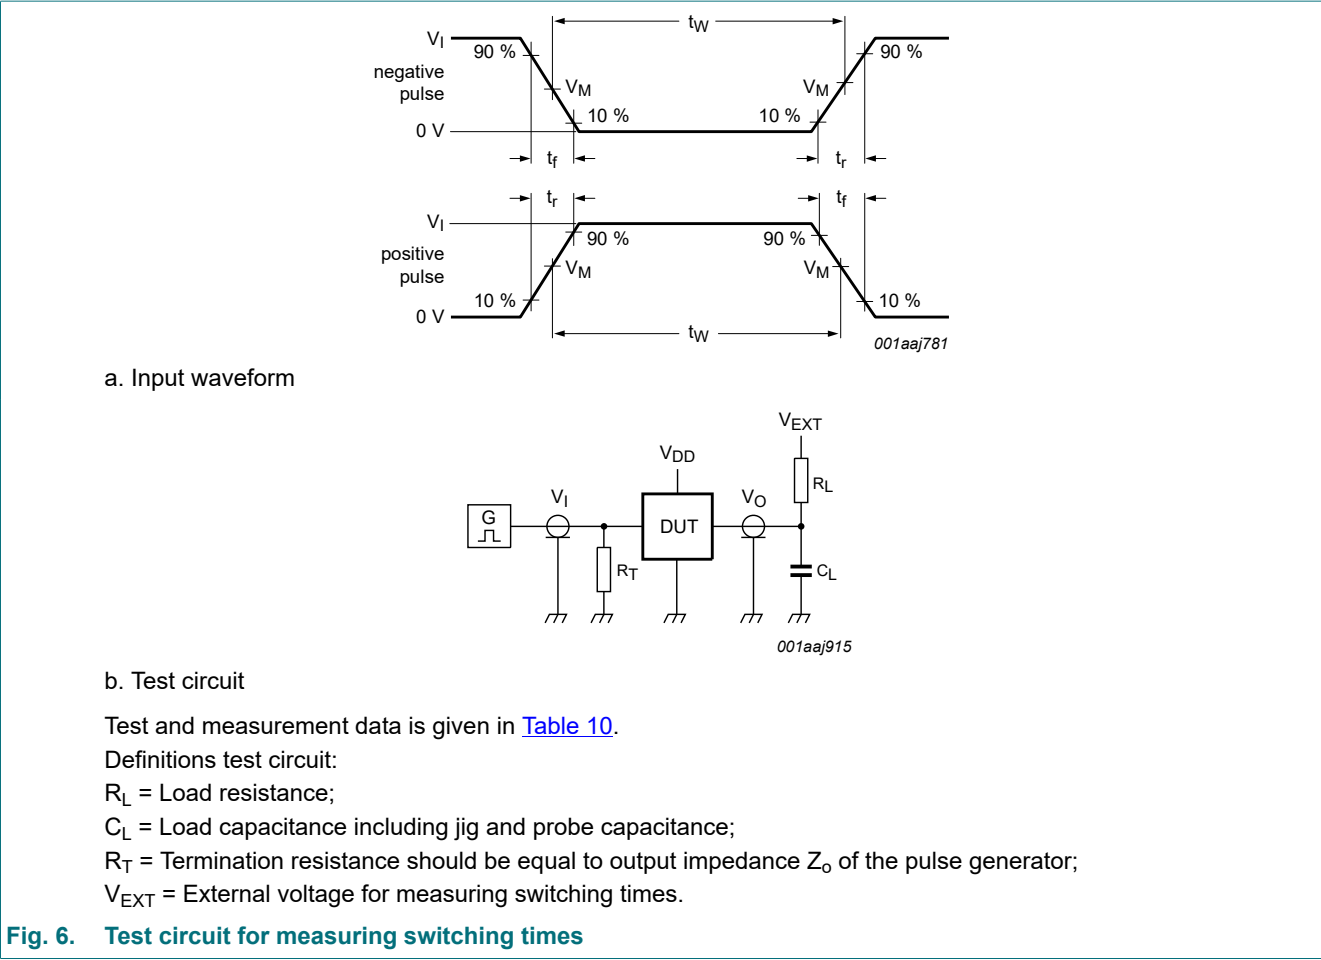 tW
VI
90 %
90 %
negative
pulse
VM
VM
10 %
10 %
0 V
tf
tr
tr
tf
VI
90 %
90 %
positive
pulse
VM
VM
10 %
10 %
0 V
tW
001aaj781
a. Input waveform
VEXT
VDD
RL
VI
VO
G
DUT
RT
CL
001aaj915
b. Test circuit
Test and measurement data is given in Table 10.
Definitions test circuit:
RL = Load resistance;
CL = Load capacitance including jig and probe capacitance;
RT = Termination resistance should be equal to output impedance Zo of the pulse generator;
VEXT = External voltage for measuring switching times.
Fig. 6. Test circuit for measuring switching times